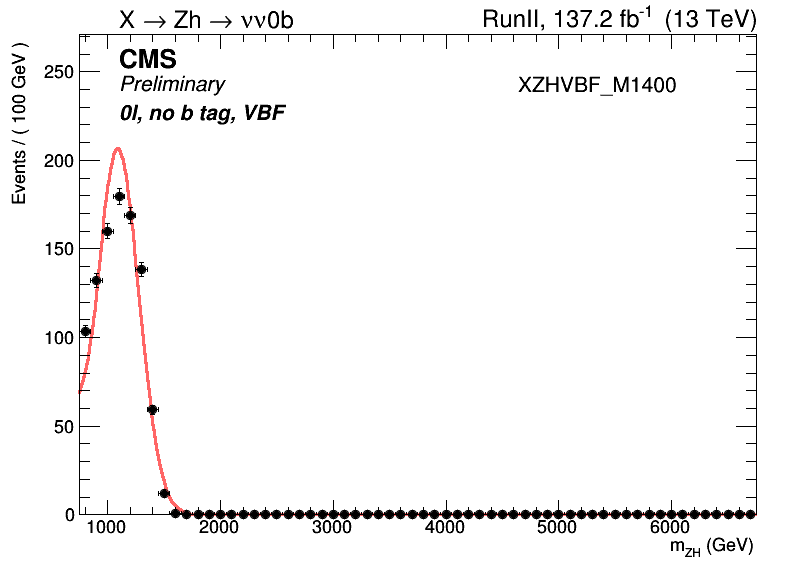 X → Zh → νν0b
RunII, 137.2 fb⁻¹ (13 TeV)
CMS
Preliminary
0l, no b tag, VBF
XZHVBF_M1400
Events / ( 100 GeV )
250
200
150
100
50
0
1000 2000 3000 4000 5000 6000
m_ZH (GeV)